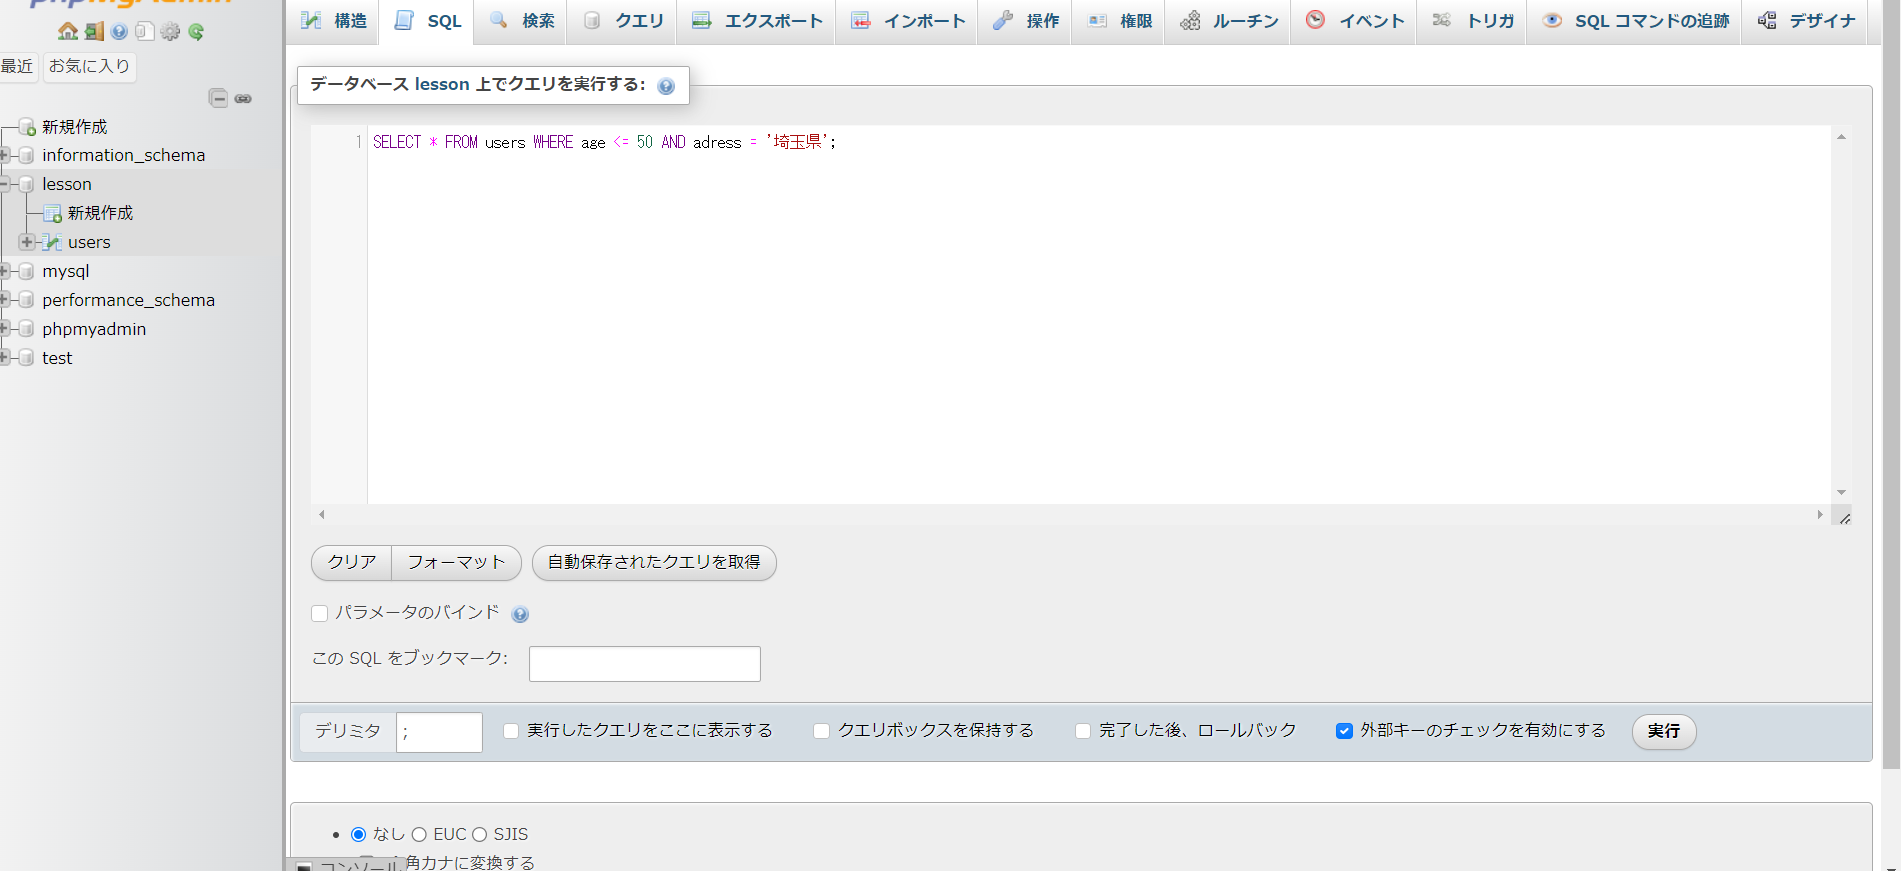 phpMyAdmin
最近 お気に入り
新規作成
information_schema
lesson
新規作成
users
mysql
performance_schema
phpmyadmin
test
構造 SQL 検索 クエリ エクスポート インポート 操作 権限 ルーチン イベント トリガ SQL コマンドの追跡 デザイナ
データベース lesson 上でクエリを実行する:
1 SELECT * FROM users WHERE age <= 50 AND adress = '埼玉県';
クリア フォーマット 自動保存されたクエリを取得
パラメータのバインド
この SQL をブックマーク:
デリミタ ; 実行したクエリをここに表示する クエリボックスを保持する 完了した後、ロールバック 外部キーのチェックを有効にする 実行
なし EUC SJIS
角カナに変換する
コンソール